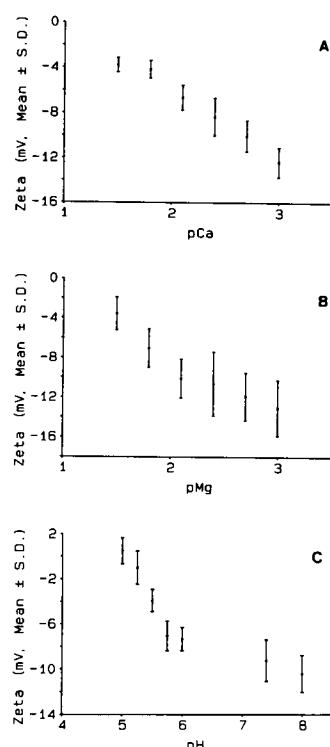 A
Zeta (mV, Mean ± S.D.)
0
-4
-8
-12
-16
1
2
3
pCa
B
Zeta (mV, Mean ± S.D.)
0
-4
-8
-12
-16
1
2
3
pMg
C
Zeta (mV, Mean ± S.D.)
2
-2
-6
-10
-14
4
5
6
7
8
pH